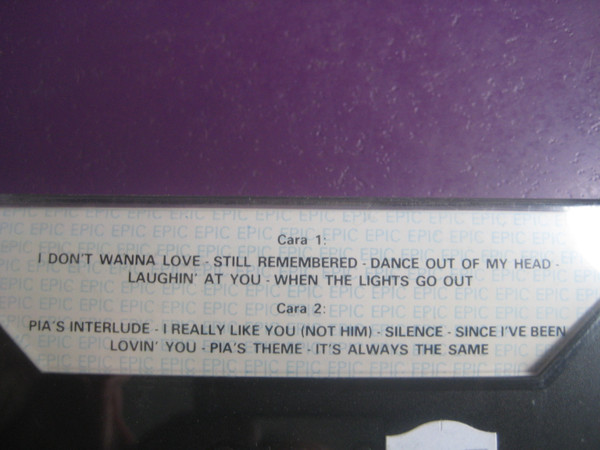 Cara 1:
I DON'T WANNA LOVE - STILL REMEMBERED - DANCE OUT OF MY HEAD -
LAUGHIN' AT YOU - WHEN THE LIGHTS GO OUT
Cara 2:
PIA'S INTERLUDE - I REALLY LIKE YOU (NOT HIM) - SILENCE - SINCE I'VE BEEN
LOVIN' YOU - PIA'S THEME - IT'S ALWAYS THE SAME